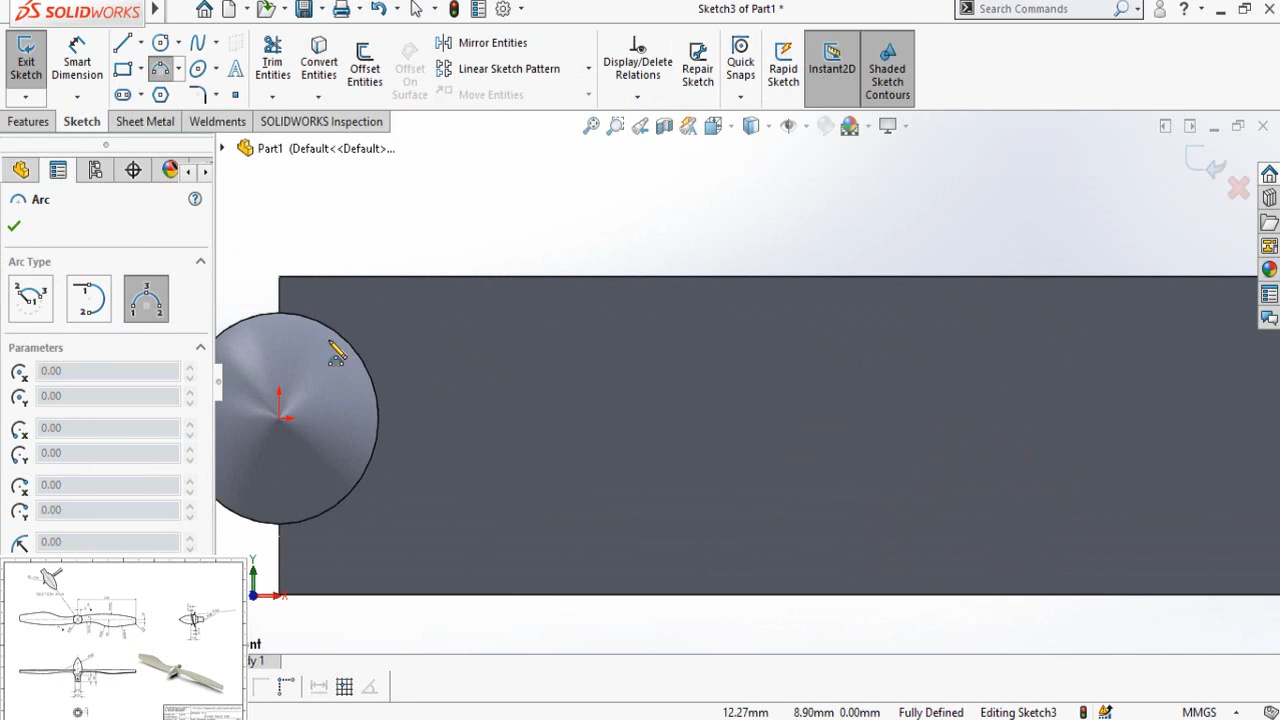 SOLIDWORKS
Sketch3 of Part1 *
Search Commands
Exit
Sketch
Smart
Dimension
Trim
Entities
Convert
Entities
Offset
Entities
Offset
On
Surface
Mirror Entities
Linear Sketch Pattern
Move Entities
Display/Delete
Relations
Repair
Sketch
Quick
Snaps
Rapid
Sketch
Instant2D
Shaded
Sketch
Contours
Features
Sketch
Sheet Metal
Weldments
SOLIDWORKS Inspection
Part1 (Default<<Default>...
Arc
Arc Type
Parameters
0.00
0.00
0.00
0.00
0.00
0.00
0.00
Y
X
nt
dy 1
12.27mm
8.90mm 0.00mm
Fully Defined
Editing Sketch3
MMGS